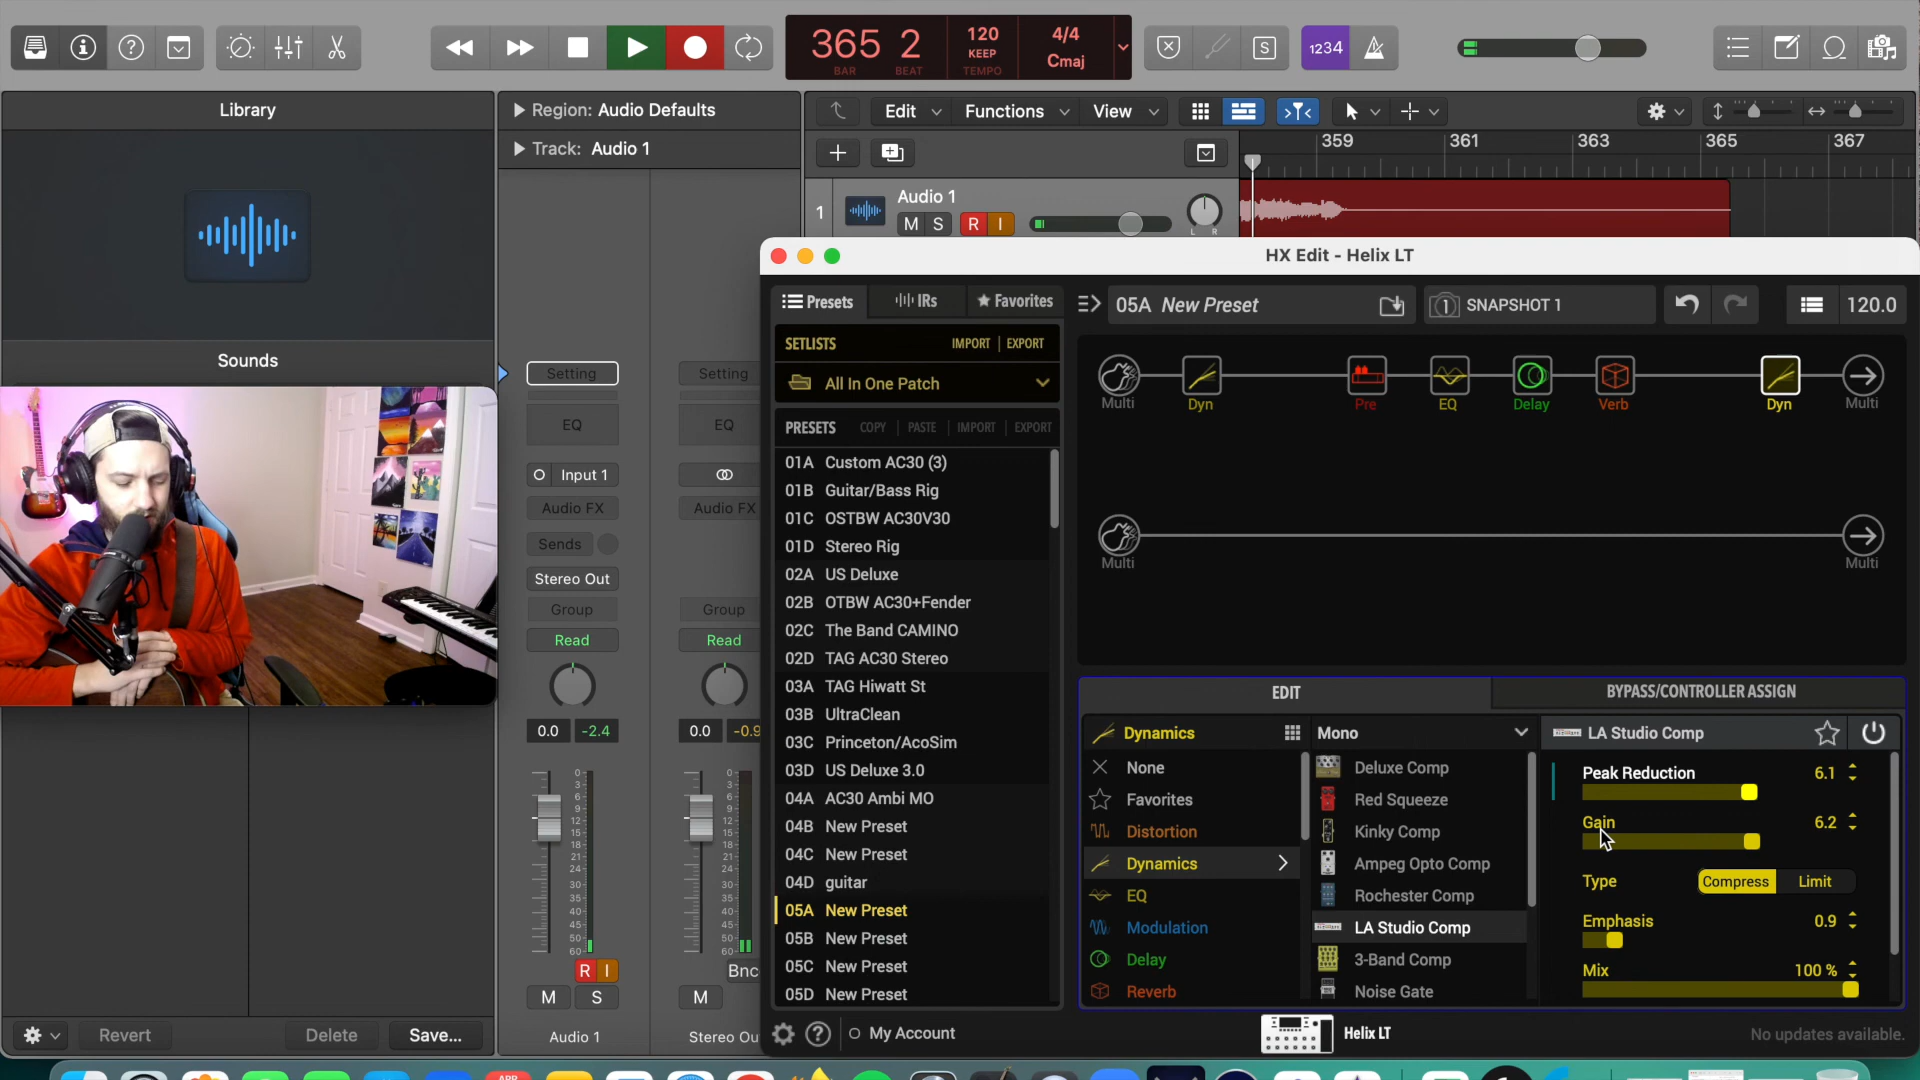 365 2
BAR BEAT
120
KEEP
TEMPO
4/4
Cmaj
S
1234
Library
Region: Audio Defaults
Track: Audio 1
Edit Functions View
359 361 363 365 367
1
Audio 1
M S R I
L R
Sounds
Setting
Setting
EQ
EQ
Input 1
Audio FX
Audio FX
Sends
Stereo Out
Group
Group
Read
Read
0.0 -2.4
0.0 -0.9
R I
Bnc
M S
M
Audio 1
Stereo Ou
Revert
Delete
Save...
HX Edit - Helix LT
Presets
IRs
Favorites
05A New Preset
1 SNAPSHOT 1
120.0
SETLISTS IMPORT | EXPORT
All In One Patch
PRESETS COPY | PASTE | IMPORT | EXPORT
01A Custom AC30 (3)
01B Guitar/Bass Rig
01C OSTBW AC30V30
01D Stereo Rig
02A US Deluxe
02B OTBW AC30+Fender
02C The Band CAMINO
02D TAG AC30 Stereo
03A TAG Hiwatt St
03B UltraClean
03C Princeton/AcoSim
03D US Deluxe 3.0
04A AC30 Ambi MO
04B New Preset
04C New Preset
04D guitar
05A New Preset
05B New Preset
05C New Preset
05D New Preset
Multi Dyn Pre EQ Delay Verb Dyn Multi
Multi Multi
EDIT
BYPASS/CONTROLLER ASSIGN
Dynamics
None
Favorites
Distortion
Dynamics
EQ
Modulation
Delay
Reverb
Mono
Deluxe Comp
Red Squeeze
Kinky Comp
Ampeg Opto Comp
Rochester Comp
LA Studio Comp
3-Band Comp
Noise Gate
LA Studio Comp
Peak Reduction 6.1
Gain 6.2
Type Compress Limit
Emphasis 0.9
Mix 100 %
My Account
Helix LT
No updates available.